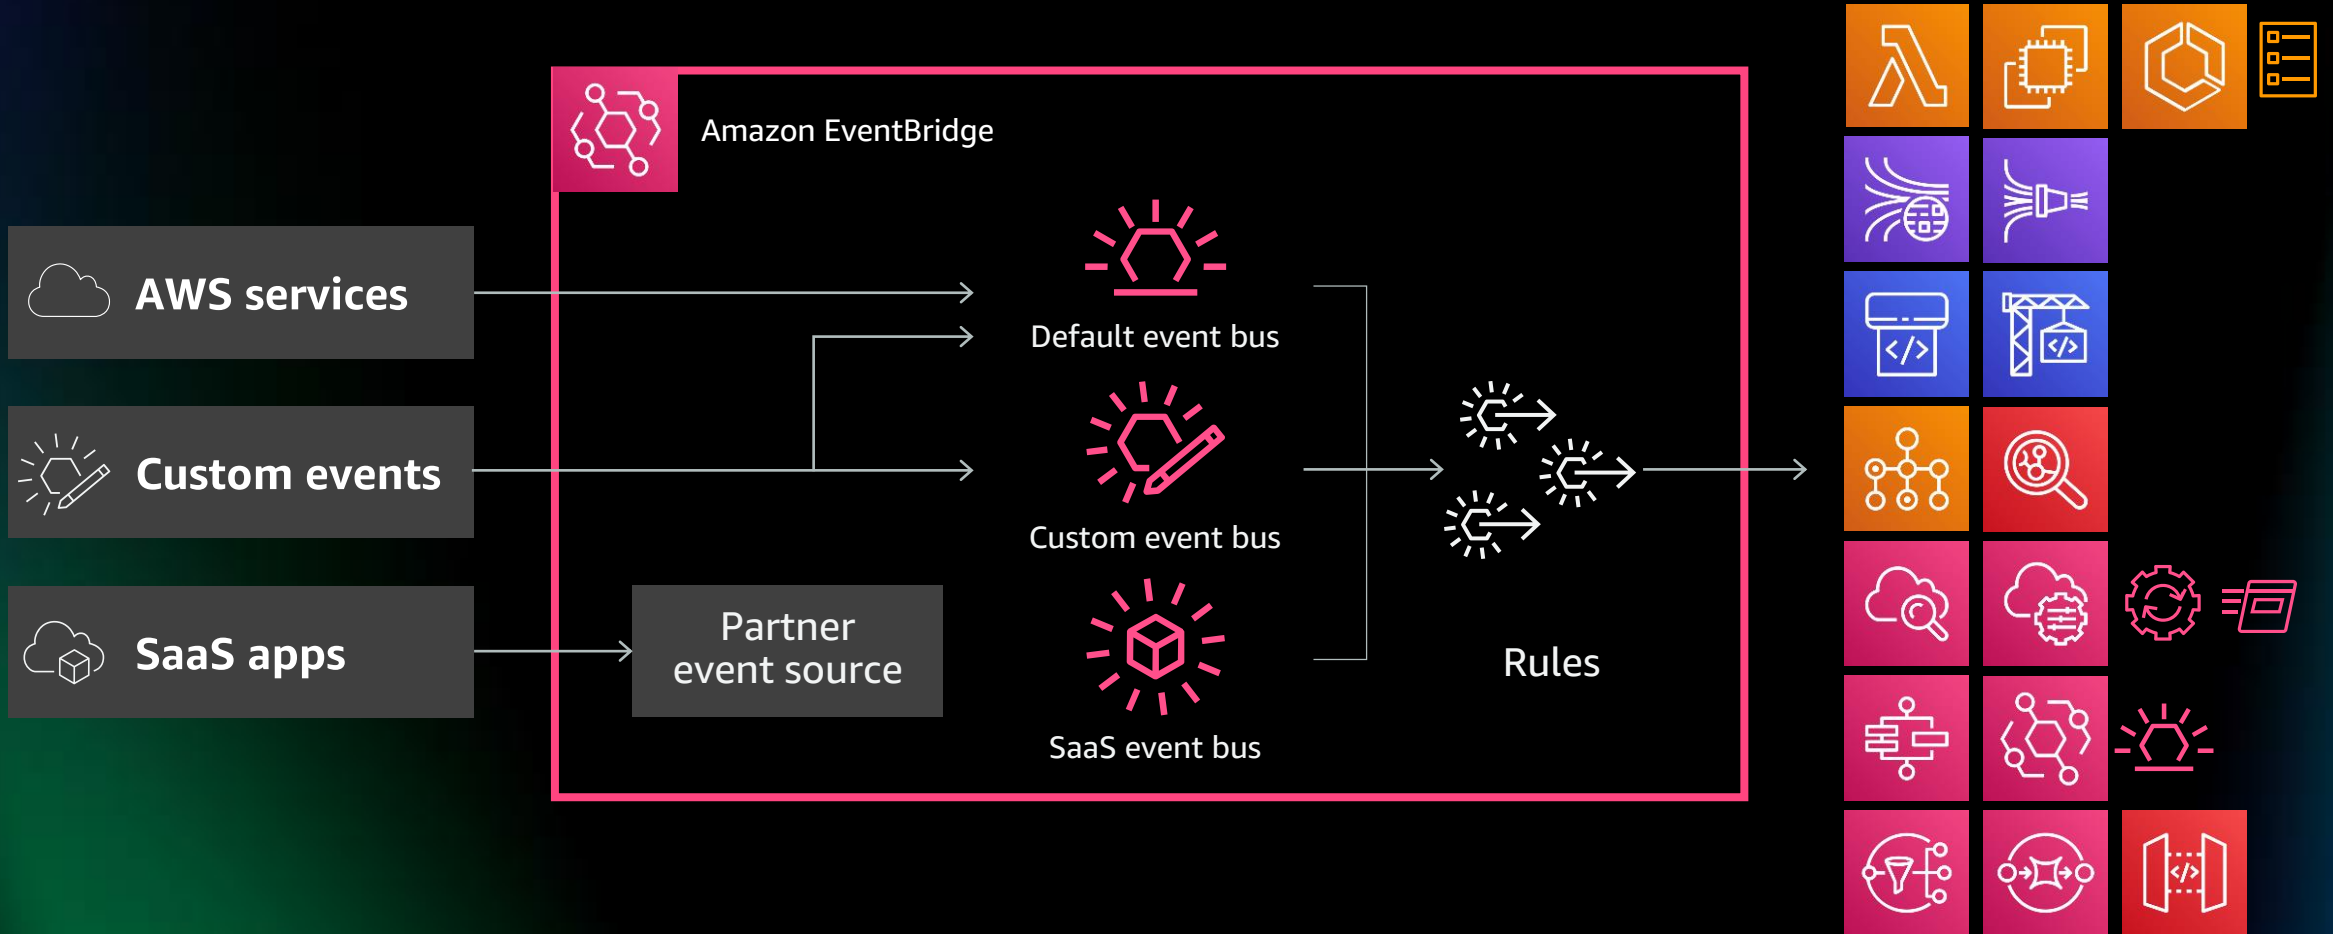 Amazon EventBridge
AWS services
Default event bus
Custom events
Custom event bus
SaaS apps
Partner
event source
Rules
SaaS event bus